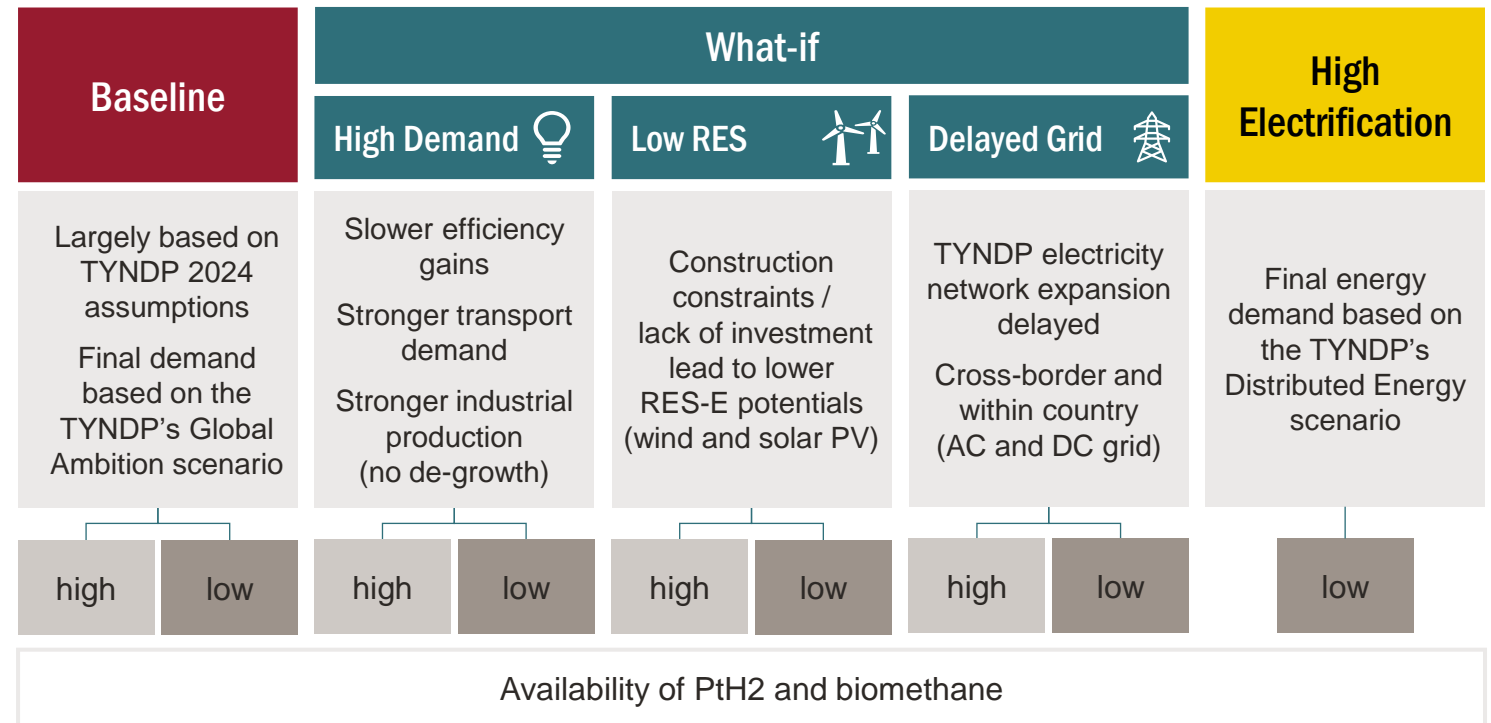 Baseline
What-if
High
Electrification
High Demand
Low RES
Delayed Grid
Largely based on
TYNDP 2024
assumptions
Final demand
based on the
TYNDP's Global
Ambition scenario
Slower efficiency
gains
Stronger transport
demand
Stronger industrial
production
(no de-growth)
Construction
constraints /
lack of investment
lead to lower
RES-E potentials
(wind and solar PV)
TYNDP electricity
network expansion
delayed
Cross-border and
within country
(AC and DC grid)
Final energy
demand based on
the TYNDP's
Distributed Energy
scenario
high
low
high
low
high
low
high
low
low
Availability of PtH2 and biomethane